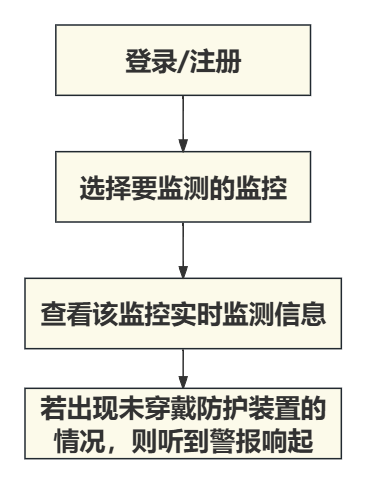 登录/注册
选择要监测的监控
查看该监控实时监测信息
若出现未穿戴防护装置的
情况，则听到警报响起